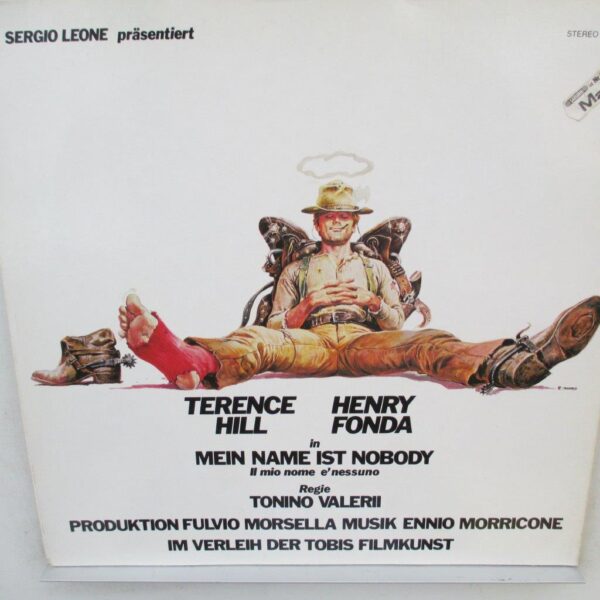 SERGIO LEONE präsentiert
STEREO
TERENCE HILL
HENRY FONDA
in
MEIN NAME IST NOBODY
Il mio nome e'nessuno
Regie
TONINO VALERII
PRODUKTION FULVIO MORSELLA MUSIK ENNIO MORRICONE
IM VERLEIH DER TOBIS FILMKUNST